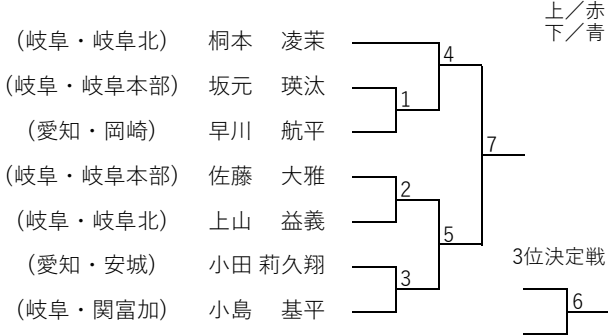 上／赤
下／青
(岐阜・岐阜北) 桐本 凌茉
4
(岐阜・岐阜本部) 坂元 瑛汰
1
(愛知・岡崎) 早川 航平
7
(岐阜・岐阜本部) 佐藤 大雅
2
(岐阜・岐阜北) 上山 益義
5
(愛知・安城) 小田 莉久翔
3位決定戦
3
(岐阜・関富加) 小島 基平
6